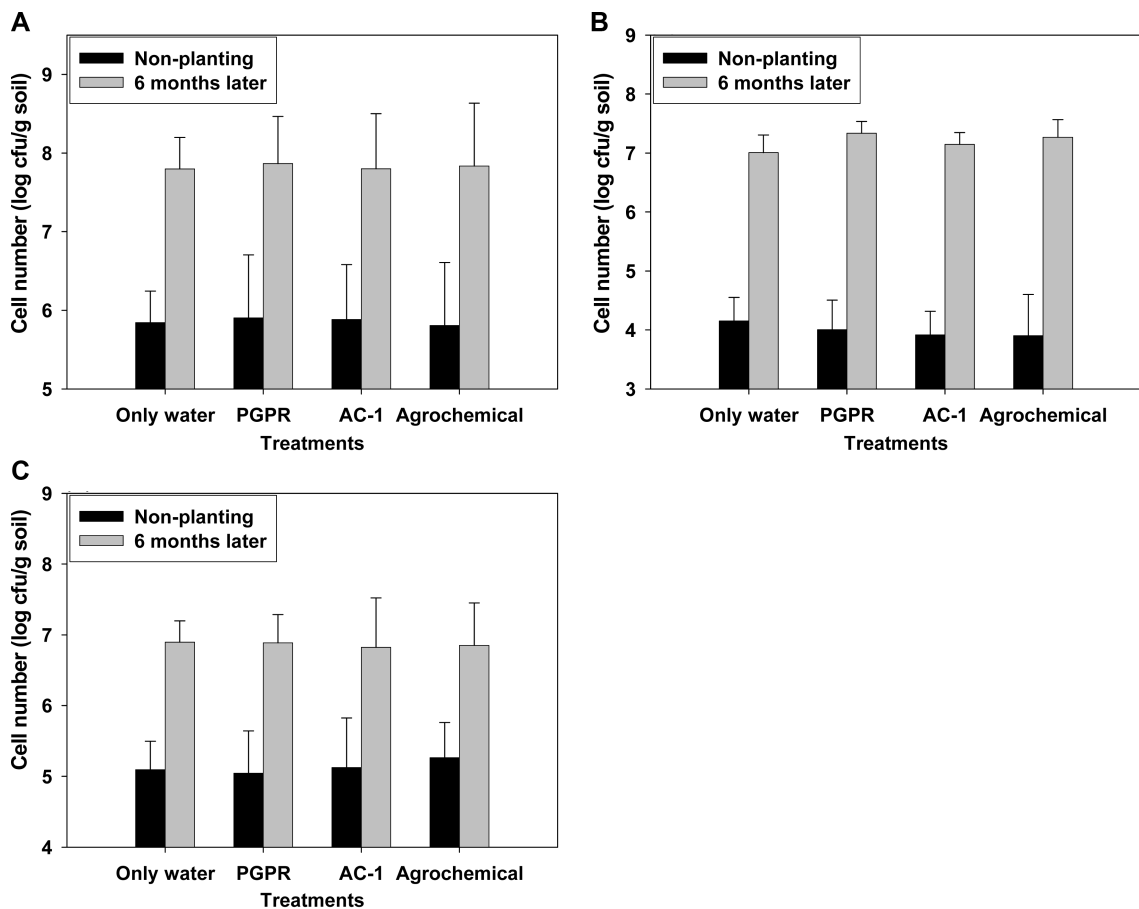 A
Non-planting
6 months later
9
8
7
6
5
Cell number (log cfu/g soil)
Only water PGPR AC-1 Agrochemical
Treatments
B
Non-planting
6 months later
9
8
7
6
5
4
3
Cell number (log cfu/g soil)
Only water PGPR AC-1 Agrochemical
Treatments
C
Non-planting
6 months later
9
8
7
6
5
4
Cell number (log cfu/g soil)
Only water PGPR AC-1 Agrochemical
Treatments